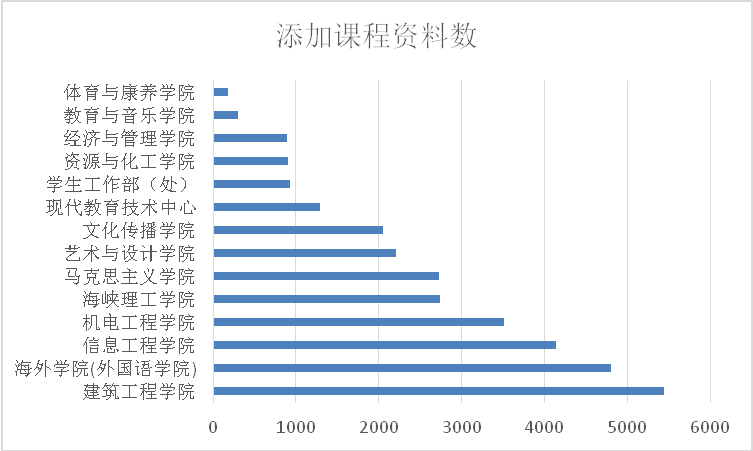 添加课程资料数
体育与康养学院
教育与音乐学院
经济与管理学院
资源与化工学院
学生工作部（处）
现代教育技术中心
文化传播学院
艺术与设计学院
马克思主义学院
海峡理工学院
机电工程学院
信息工程学院
海外学院(外国语学院)
建筑工程学院
0 1000 2000 3000 4000 5000 6000